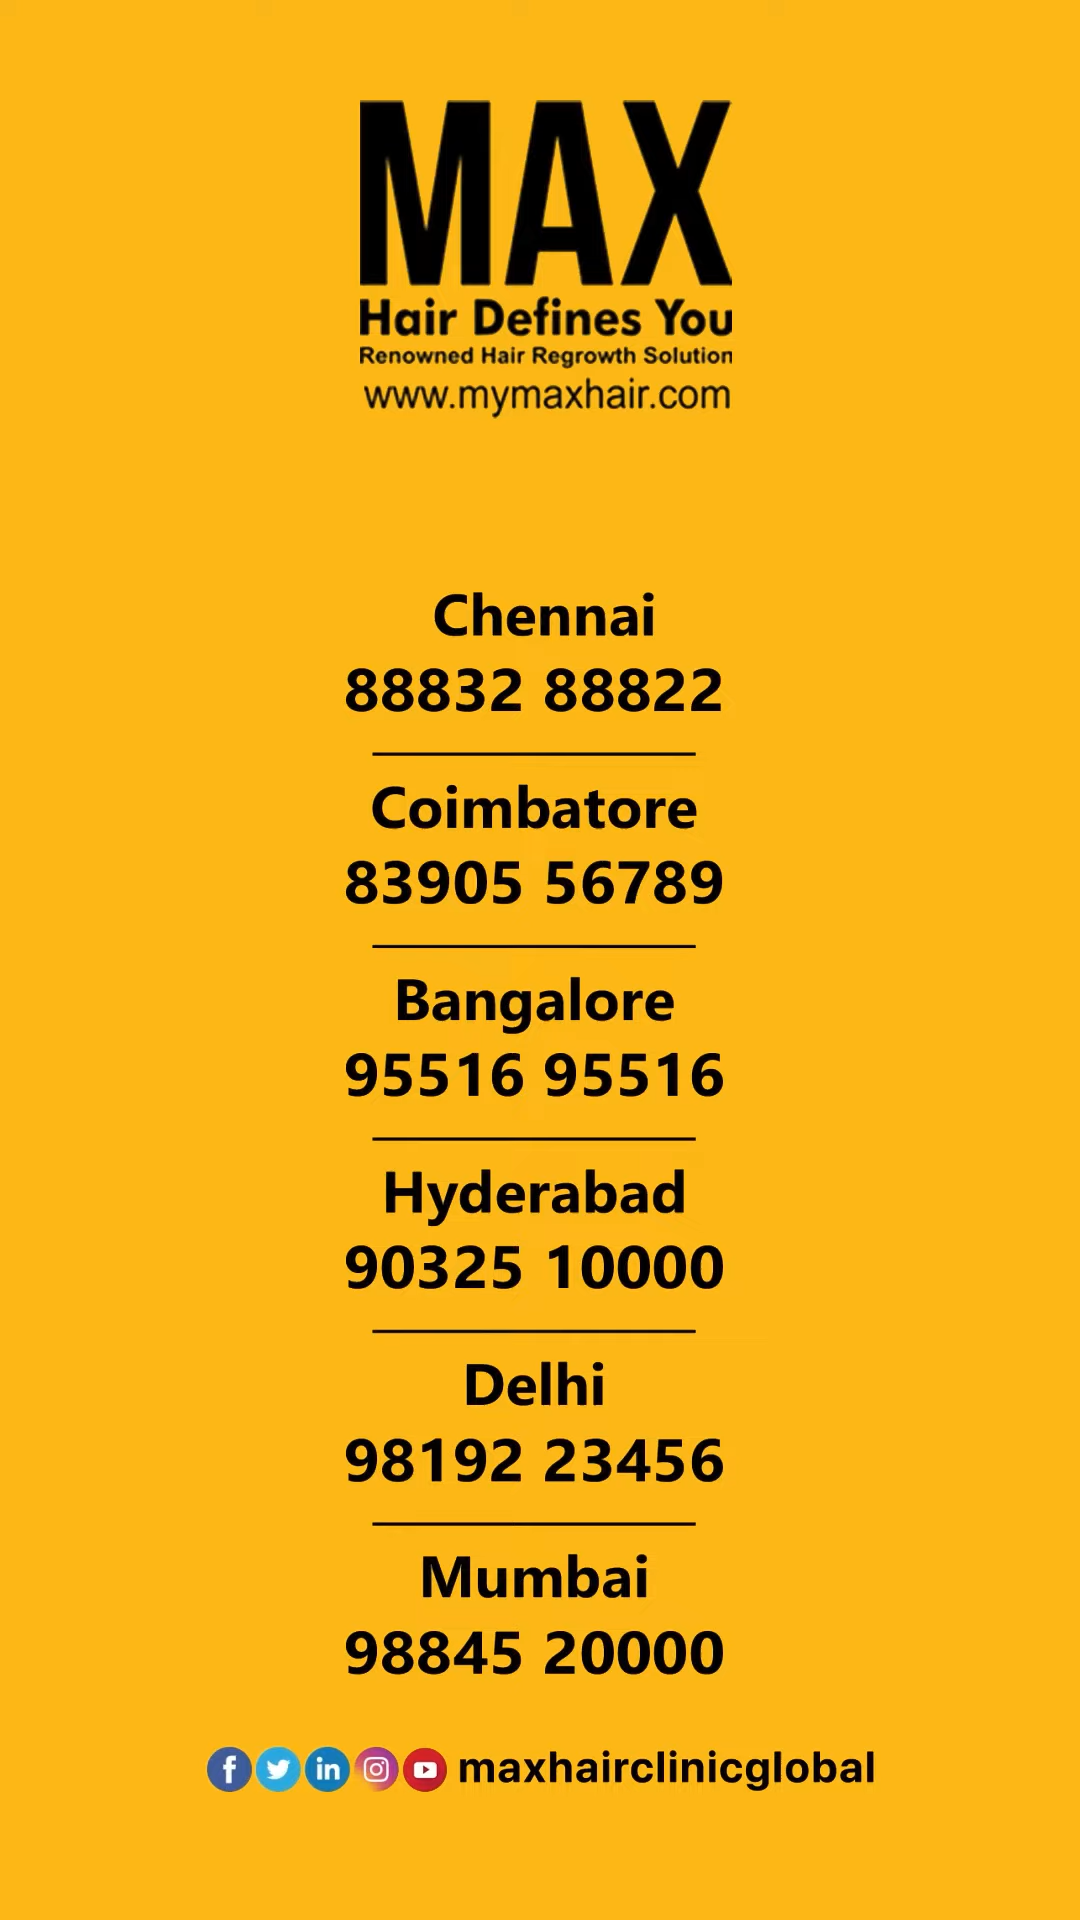 MAX
Hair Defines You
Renowned Hair Regrowth Solution
www.mymaxhair.com
Chennai
88832 88822
Coimbatore
83905 56789
Bangalore
95516 95516
Hyderabad
90325 10000
Delhi
98192 23456
Mumbai
98845 20000
maxhairclinicglobal